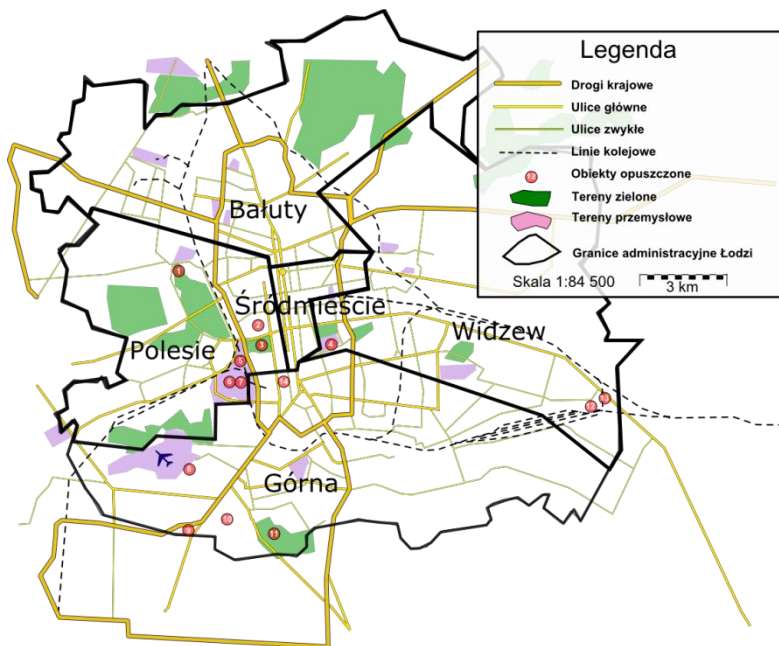 Legenda
Drogi krajowe
Ulice główne
Ulice zwykłe
Linie kolejowe
12
Obiekty opuszczone
Tereny zielone
Tereny przemysłowe
Granice administracyjne Łodzi
Skala 1:84 500
3 km
Bałuty
1
Śródmieście
2
Widzew
Polesie
3
4
5
6
7
14
8
Górna
10
9
11